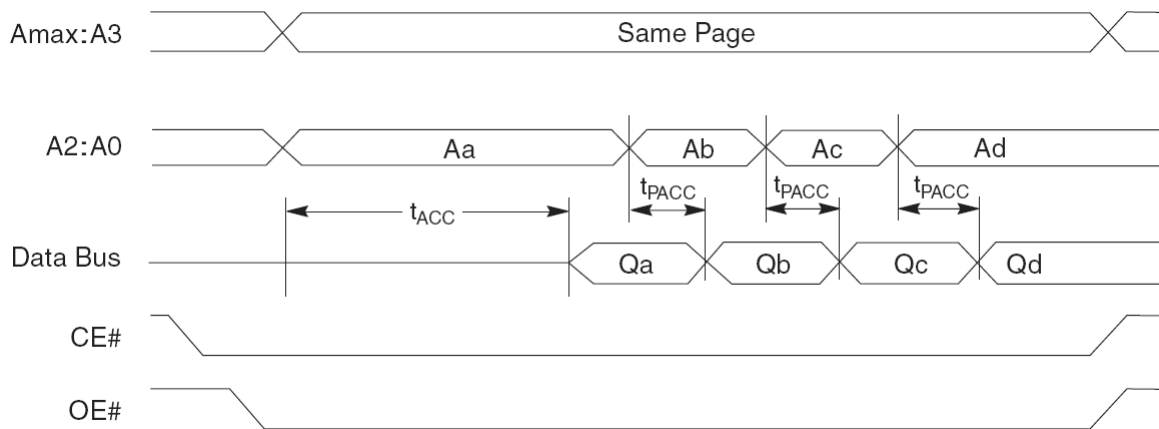 Amax:A3 Same Page
A2:A0 Aa Ab Ac Ad
tACC tPACC tPACC tPACC
Data Bus Qa Qb Qc Qd
CE#
OE#